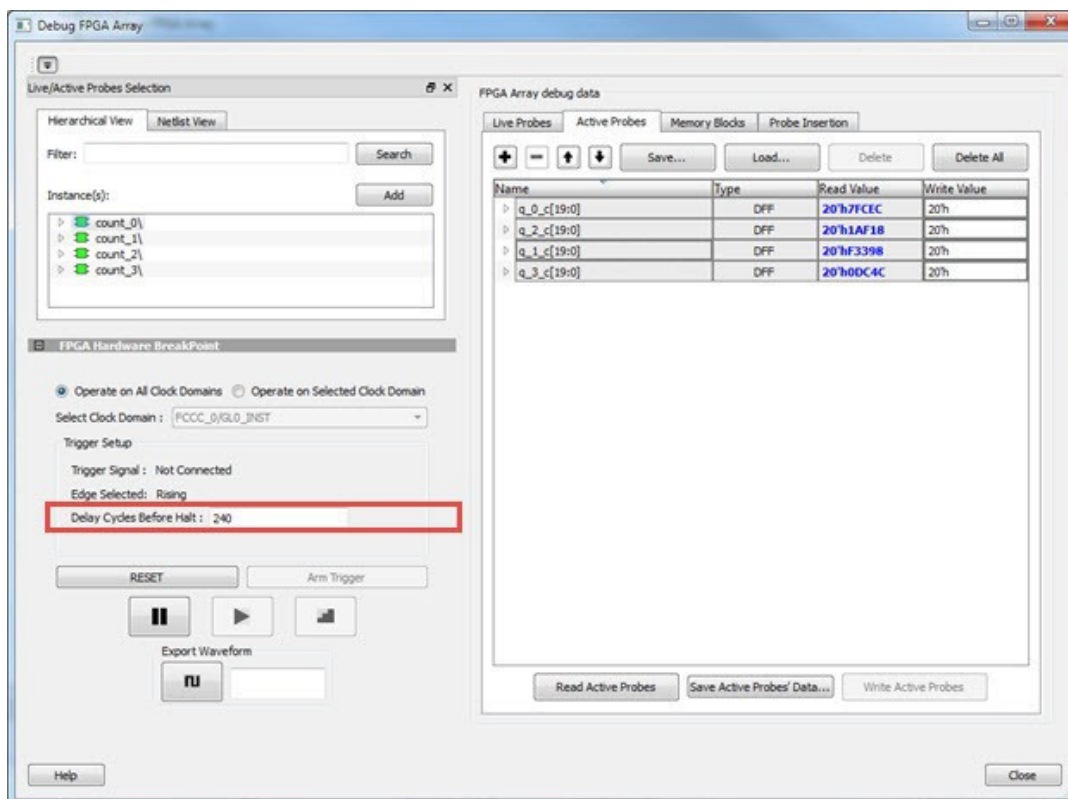 Debug FPGA Array
Live/Active Probes Selection
Hierarchical View Netlist View
Filter: Search
Instance(s): Add
count_0\
count_1\
count_2\
count_3\
FPGA Hardware BreakPoint
Operate on All Clock Domains Operate on Selected Clock Domain
Select Clock Domain : FCCC_0/GL0_INST
Trigger Setup
Trigger Signal : Not Connected
Edge Selected: Rising
Delay Cycles Before Halt : 240
RESET Arm Trigger
Export Waveform
FPGA Array debug data
Live Probes Active Probes Memory Blocks Probe Insertion
Save... Load... Delete Delete All
Name Type Read Value Write Value
q_0_c[19:0] DFF 20'h7FCEC 20'h
q_2_c[19:0] DFF 20'h1AF18 20'h
q_1_c[19:0] DFF 20'hF3398 20'h
q_3_c[19:0] DFF 20'h0DC4C 20'h
Read Active Probes Save Active Probes' Data... Write Active Probes
Help Close